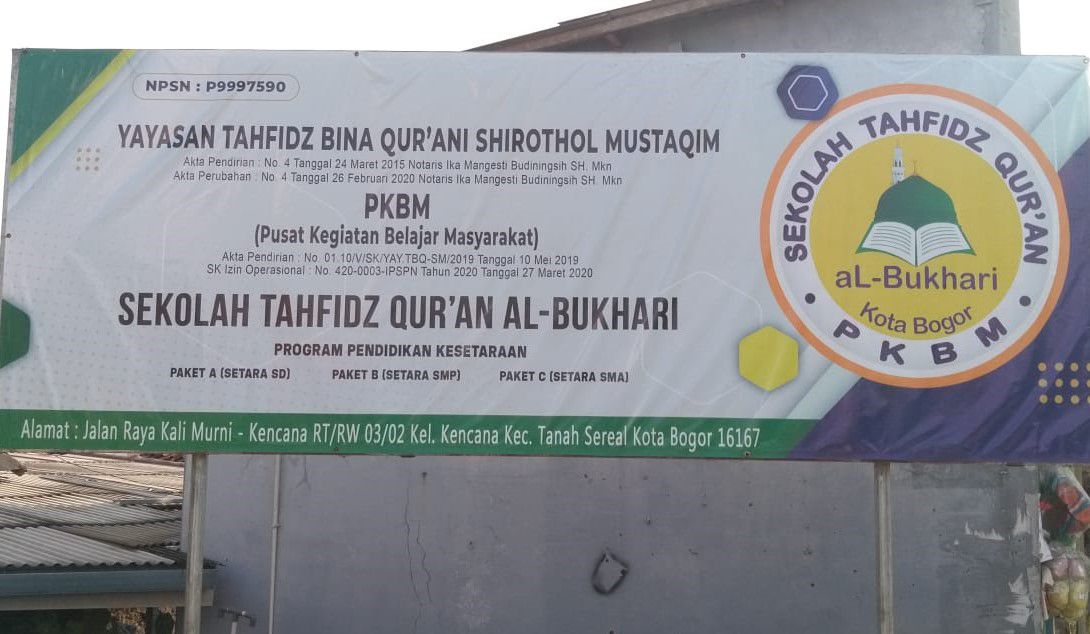 NPSN : P9997590
YAYASAN TAHFIDZ BINA QUR'ANI SHIROTHOL MUSTAQIM
Akta Pendirian : No. 4 Tanggal 24 Maret 2015 Notaris Ika Mangesti Budiningsih SH. Mkn
Akta Perubahan : No. 4 Tanggal 26 Februari 2020 Notaris Ika Mangesti Budiningsih SH. Mkn
PKBM
(Pusat Kegiatan Belajar Masyarakat)
Akta Pendirian : No. 01.10/V/SK/YAY.TBQ-SM/2019 Tanggal 10 Mei 2019
SK Izin Operasional : No. 420-0003-IPSPN Tahun 2020 Tanggal 27 Maret 2020
SEKOLAH TAHFIDZ QUR'AN AL-BUKHARI
PROGRAM PENDIDIKAN KESETARAAN
PAKET A (SETARA SD) PAKET B (SETARA SMP) PAKET C (SETARA SMA)
Alamat : Jalan Raya Kali Murni - Kencana RT/RW 03/02 Kel. Kencana Kec. Tanah Sereal Kota Bogor 16167
SEKOLAH TAHFIDZ QUR'AN
aL-Bukhari
Kota Bogor
PKBM